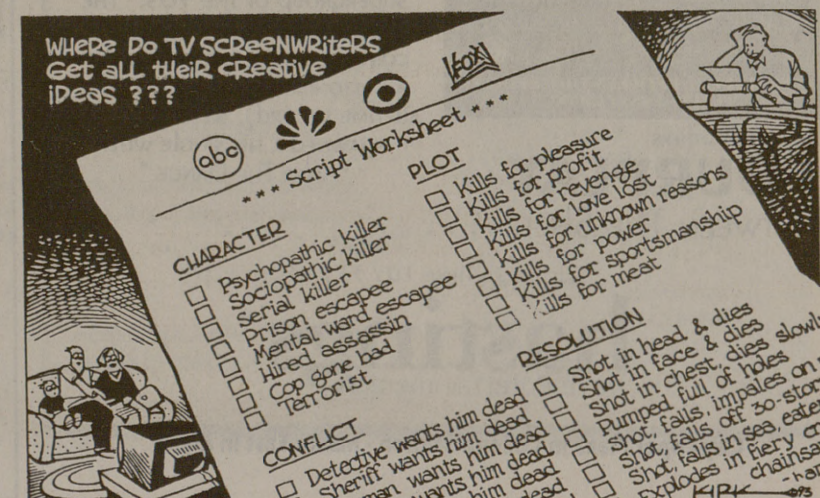 WHERE DO TV SCREENWRITERS
GET ALL THEIR CREATIVE
IDEAS ???
abc
FOX
*** Script Worksheet ***
CHARACTER
Psychopathic killer
Sociopathic killer
Serial killer
Prison escapee
Mental ward escapee
Hired assassin
Cop gone bad
Terrorist
PLOT
Kills for pleasure
Kills for profit
Kills for revenge
Kills for love lost
Kills for unknown reasons
Kills for power
Kills for sportsmanship
Kills for meat
CONFLICT
Detective wants him dead
Sheriff wants him dead
wants him dead
wants him dead
him dead
dead
RESOLUTION
Shot in head & dies
Shot in face & dies
Shot in chest, dies slowly
Pumped full of holes
Shot, falls, impales on
Shot, falls off 30-stor
Shot, falls in sea, eate
Explodes in fiery cr
chainsa
KIRK